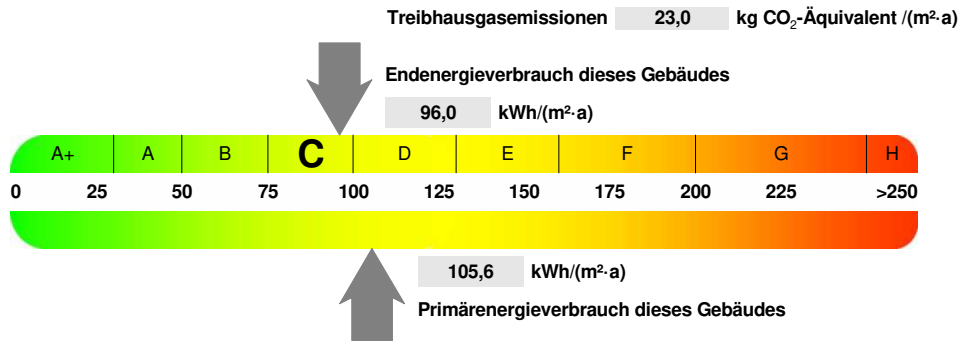 Treibhausgasemissionen 23,0 kg CO₂-Äquivalent /(m²·a)
Endenergieverbrauch dieses Gebäudes
96,0 kWh/(m²·a)
A+ A B C D E F G H
0 25 50 75 100 125 150 175 200 225 >250
105,6 kWh/(m²·a)
Primärenergieverbrauch dieses Gebäudes